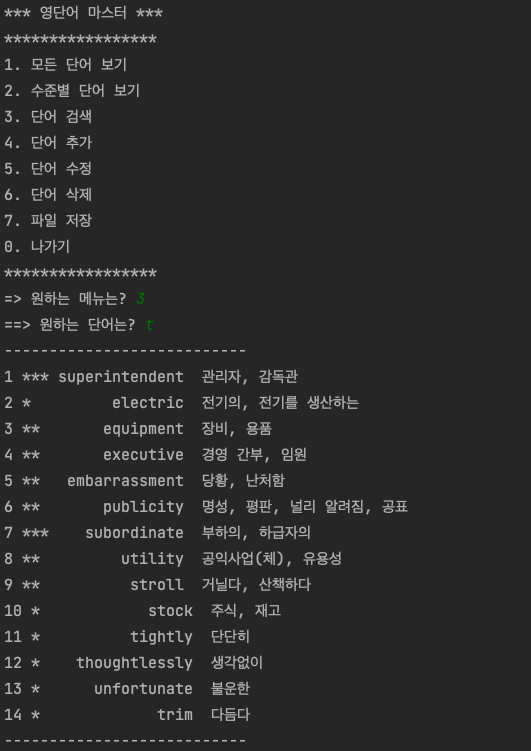 *** 영단어 마스터 ***
*****************
1. 모든 단어 보기
2. 수준별 단어 보기
3. 단어 검색
4. 단어 추가
5. 단어 수정
6. 단어 삭제
7. 파일 저장
0. 나가기
*****************
=> 원하는 메뉴는? 3
==> 원하는 단어는? t
---------------------------
1 *** superintendent  관리자, 감독관
2 *         electric  전기의, 전기를 생산하는
3 **       equipment  장비, 용품
4 **       executive  경영 간부, 임원
5 **   embarrassment  당황, 난처함
6 **       publicity  명성, 평판, 널리 알려짐, 공표
7 ***    subordinate  부하의, 하급자의
8 **         utility  공익사업(체), 유용성
9 **          stroll  거닐다, 산책하다
10 *            stock  주식, 재고
11 *          tightly  단단히
12 *    thoughtlessly  생각없이
13 *      unfortunate  불운한
14 *             trim  다듬다
---------------------------